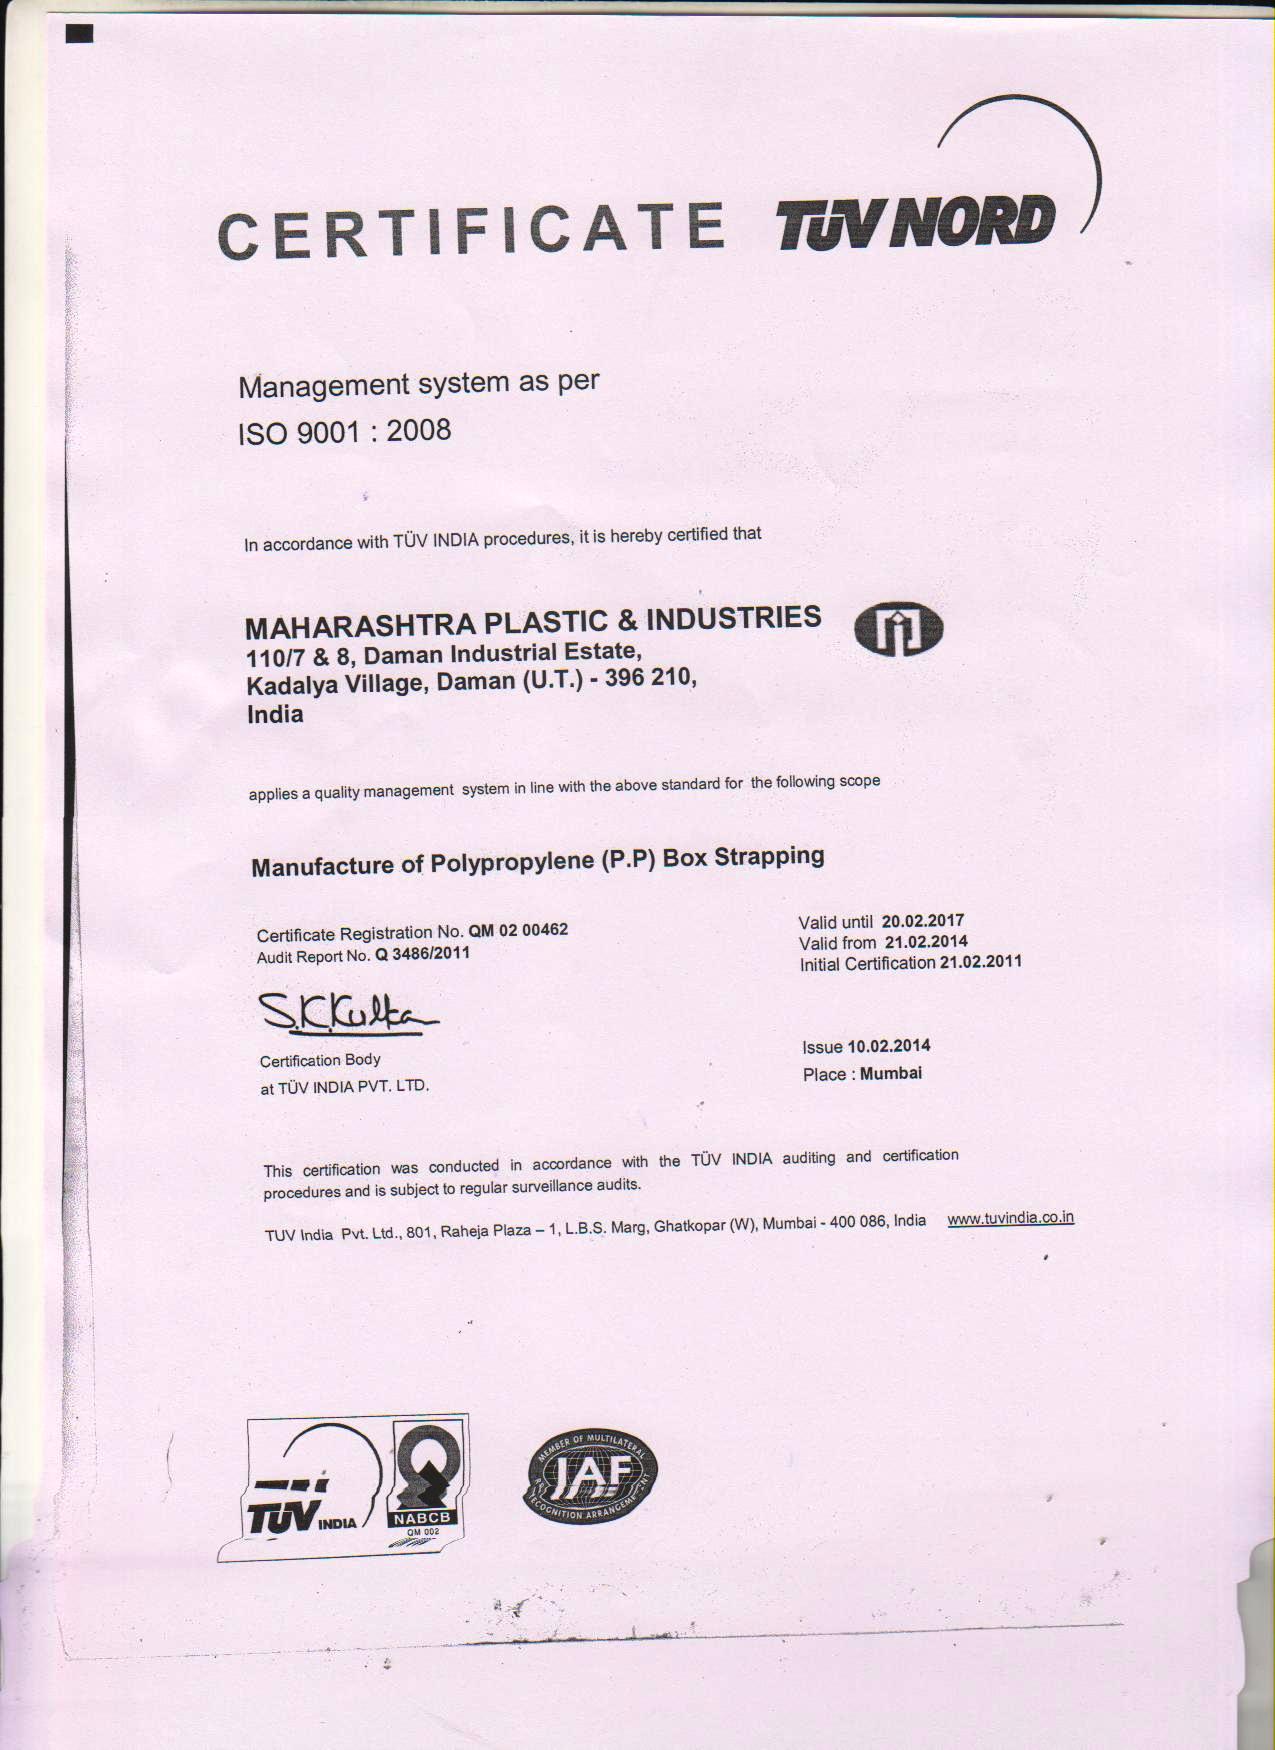 CERTIFICATE TÜV NORD
Management system as per
ISO 9001 : 2008
In accordance with TÜV INDIA procedures, it is hereby certified that
MAHARASHTRA PLASTIC & INDUSTRIES
110/7 & 8, Daman Industrial Estate,
Kadalya Village, Daman (U.T.) - 396 210,
India
applies a quality management system in line with the above standard for the following scope
Manufacture of Polypropylene (P.P) Box Strapping
Certificate Registration No. QM 02 00462
Audit Report No. Q 3486/2011
Valid until 20.02.2017
Valid from 21.02.2014
Initial Certification 21.02.2011
S.K.Kulka
Certification Body
at TÜV INDIA PVT. LTD.
Issue 10.02.2014
Place : Mumbai
This certification was conducted in accordance with the TÜV INDIA auditing and certification
procedures and is subject to regular surveillance audits.
TUV India Pvt. Ltd., 801, Raheja Plaza – 1, L.B.S. Marg, Ghatkopar (W), Mumbai - 400 086, India www.tuvindia.co.in
TÜV INDIA
NABCB
QM 002
MEMBER OF MULTILATERAL
IAF
RECOGNITION ARRANGEMENT